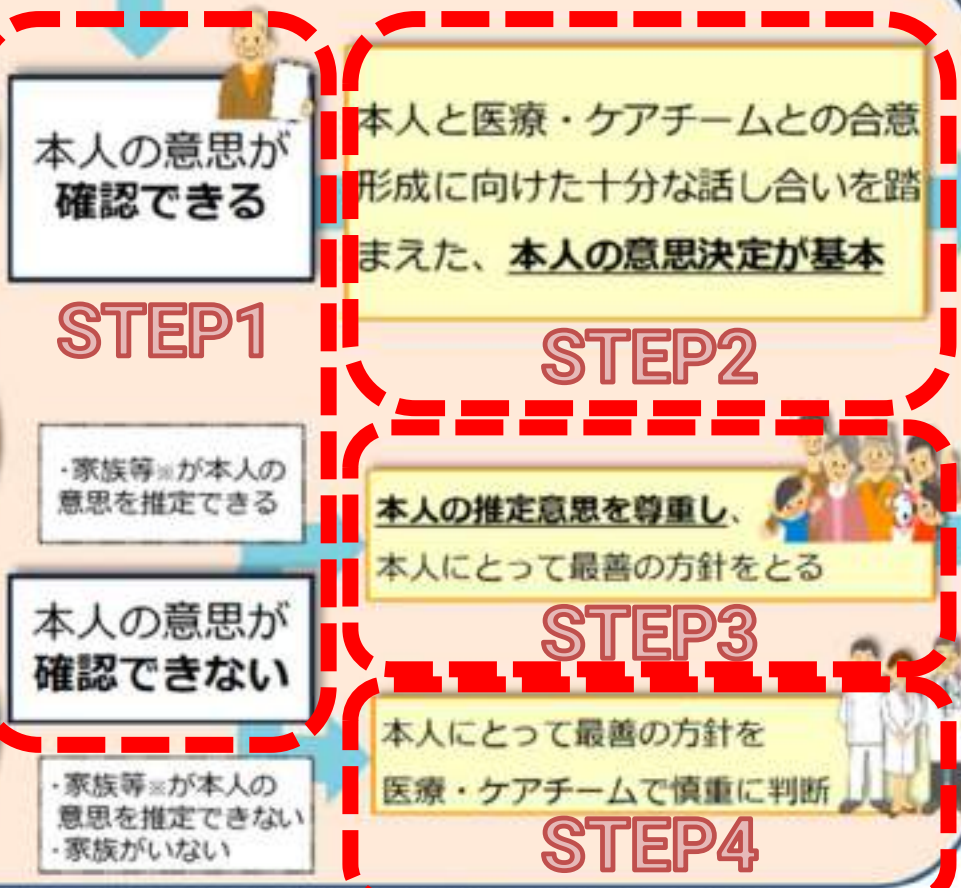 本人の意思が
確認できる
STEP1
本人と医療・ケアチームとの合意
形成に向けた十分な話し合いを踏
まえた、本人の意思決定が基本
STEP2
・家族等※が本人の
意思を推定できる
本人の意思が
確認できない
・家族等※が本人の
意思を推定できない
・家族がいない
本人の推定意思を尊重し、
本人にとって最善の方針をとる
STEP3
本人にとって最善の方針を
医療・ケアチームで慎重に判断
STEP4